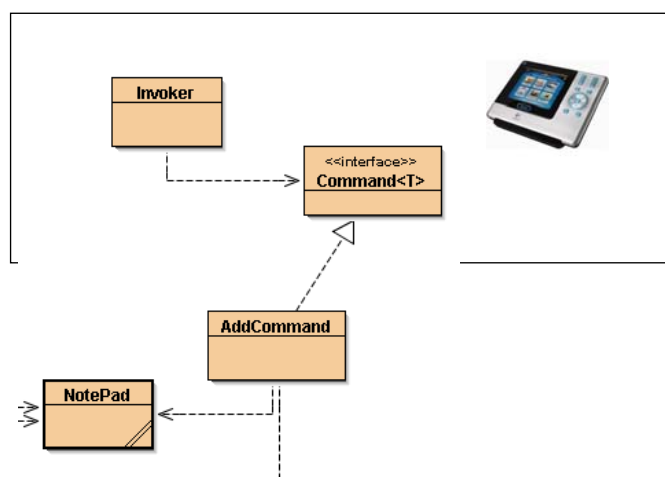 Invoker
<<interface>>
Command<T>
AddCommand
NotePad